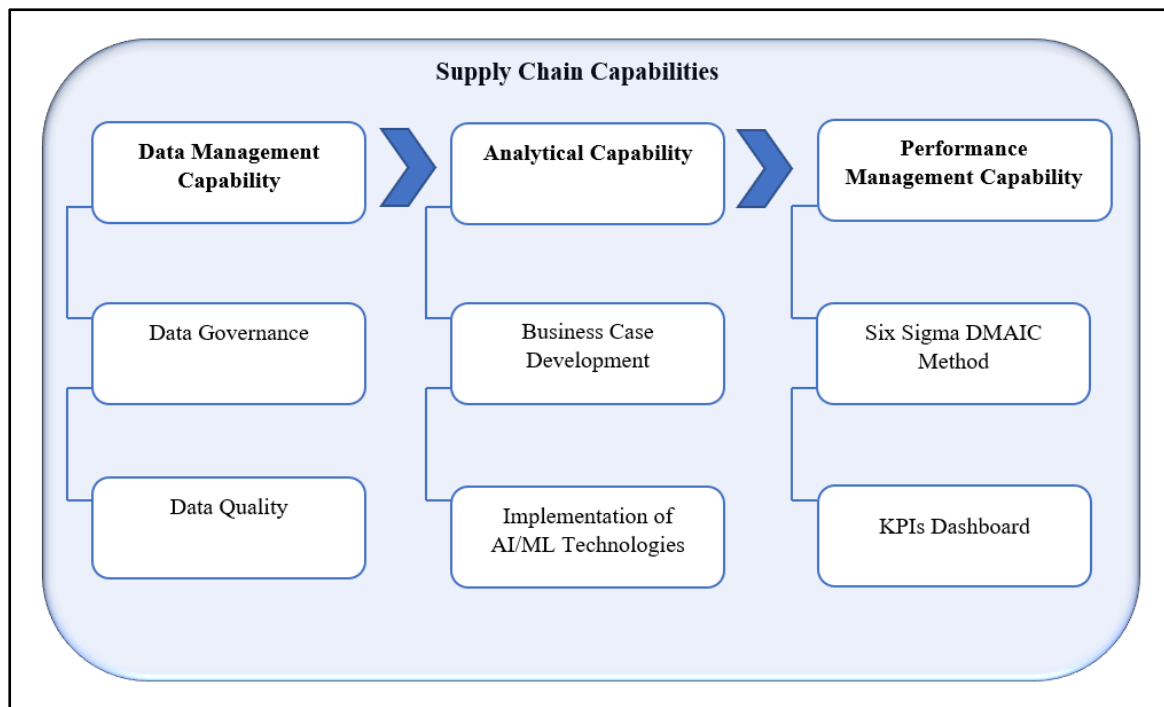 Supply Chain Capabilities
Data Management
Capability
Analytical Capability
Performance
Management Capability
Data Governance
Business Case
Development
Six Sigma DMAIC
Method
Data Quality
Implementation of
AI/ML Technologies
KPIs Dashboard